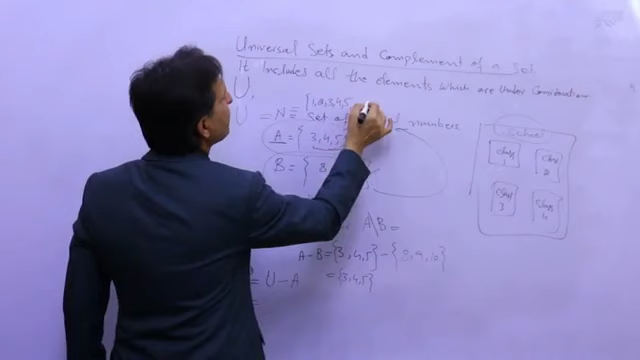 Universal Sets and Complement of a Set
It Includes all the elements which are Under Consideration
U,
{1,2,3,4,5
U = N = Set of numbers
A = { 3,4,5
B = { 8
A\B =
A-B = {3,4,5} - {8,9,10}
= U-A = {3,4,5}
=
School
Class 1
Class 2
Class 3
Class 4